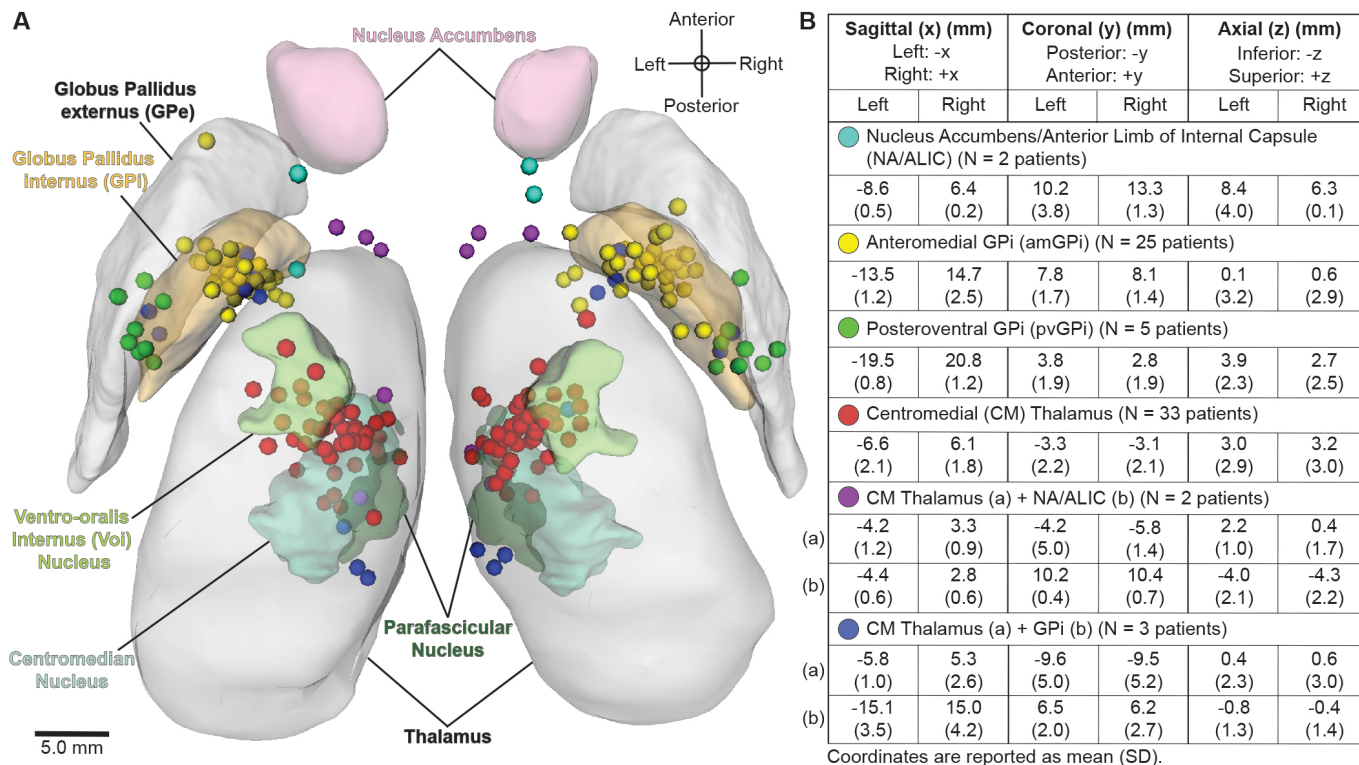 A
Nucleus Accumbens
Anterior
Left
Right
Posterior
Globus Pallidus
externus (GPe)
Globus Pallidus
internus (GPi)
Ventro-oralis
Internus (Voi)
Nucleus
Centromedian
Nucleus
Parafascicular
Nucleus
Thalamus
5.0 mm
B
Sagittal (x) (mm) Coronal (y) (mm) Axial (z) (mm)
Left: -x Posterior: -y Inferior: -z
Right: +x Anterior: +y Superior: +z
Left Right Left Right Left Right
Nucleus Accumbens/Anterior Limb of Internal Capsule
(NA/ALIC) (N = 2 patients)
-8.6 6.4 10.2 13.3 8.4 6.3
(0.5) (0.2) (3.8) (1.3) (4.0) (0.1)
Anteromedial GPi (amGPi) (N = 25 patients)
-13.5 14.7 7.8 8.1 0.1 0.6
(1.2) (2.5) (1.7) (1.4) (3.2) (2.9)
Posteroventral GPi (pvGPi) (N = 5 patients)
-19.5 20.8 3.8 2.8 3.9 2.7
(0.8) (1.2) (1.9) (1.9) (2.3) (2.5)
Centromedial (CM) Thalamus (N = 33 patients)
-6.6 6.1 -3.3 -3.1 3.0 3.2
(2.1) (1.8) (2.2) (2.1) (2.9) (3.0)
CM Thalamus (a) + NA/ALIC (b) (N = 2 patients)
(a) -4.2 3.3 -4.2 -5.8 2.2 0.4
(1.2) (0.9) (5.0) (1.4) (1.0) (1.7)
(b) -4.4 2.8 10.2 10.4 -4.0 -4.3
(0.6) (0.6) (0.4) (0.7) (2.1) (2.2)
CM Thalamus (a) + GPi (b) (N = 3 patients)
(a) -5.8 5.3 -9.6 -9.5 0.4 0.6
(1.0) (2.6) (5.0) (5.2) (2.3) (3.0)
(b) -15.1 15.0 6.5 6.2 -0.8 -0.4
(3.5) (4.2) (2.0) (2.7) (1.3) (1.4)
Coordinates are reported as mean (SD).